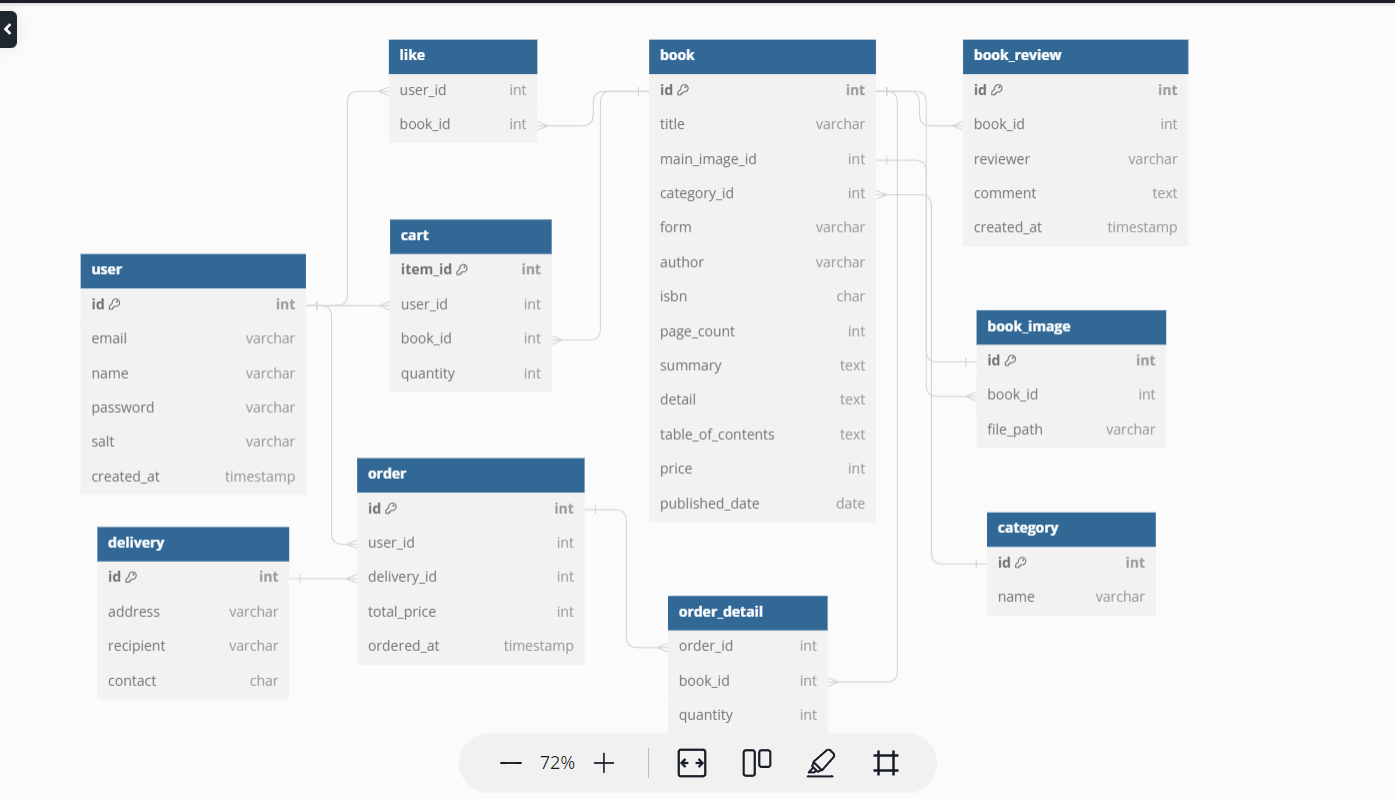 like
user_id int
book_id int
book
id int
title varchar
main_image_id int
category_id int
form varchar
author varchar
isbn char
page_count int
summary text
detail text
table_of_contents text
price int
published_date date
book_review
id int
book_id int
reviewer varchar
comment text
created_at timestamp
cart
item_id int
user_id int
book_id int
quantity int
user
id int
email varchar
name varchar
password varchar
salt varchar
created_at timestamp
book_image
id int
book_id int
file_path varchar
order
id int
user_id int
delivery_id int
total_price int
ordered_at timestamp
delivery
id int
address varchar
recipient varchar
contact char
category
id int
name varchar
order_detail
order_id int
book_id int
quantity int
72%